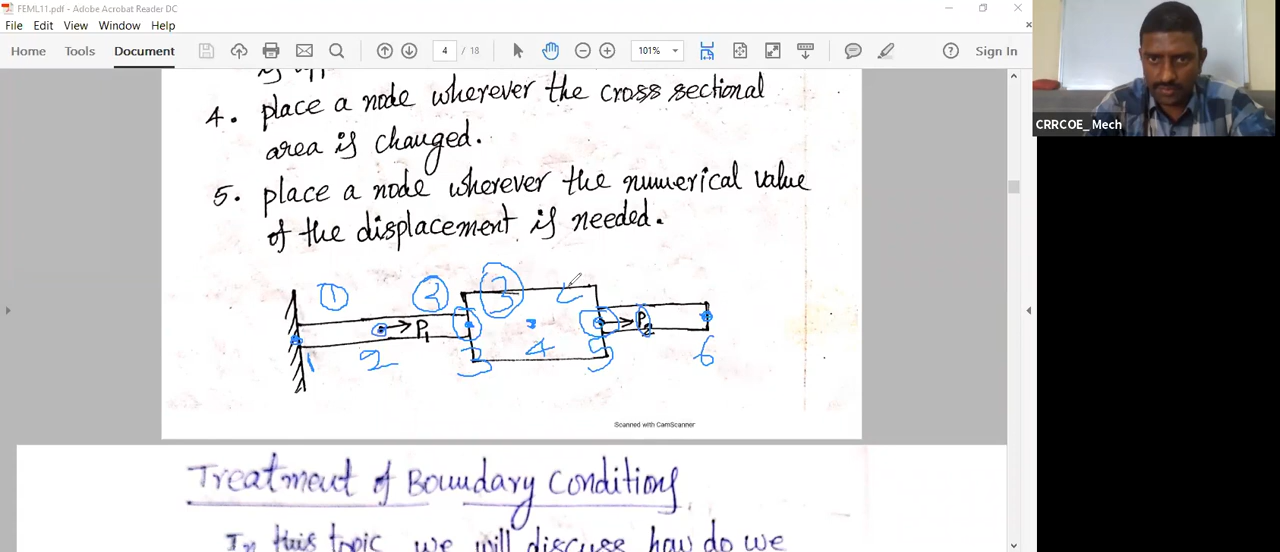 FEML11.pdf - Adobe Acrobat Reader DC
File Edit View Window Help
Home Tools Document 4 / 18 101% Sign In
CRRCOE_ Mech
4. place a node wherever the cross sectional
area is changed.
5. place a node wherever the numerical value
of the displacement is needed.
1 2 3
P1 P2
1 2 3 4 5 6
Scanned with CamScanner
Treatment of Boundary Conditions
In this topic we will discuss how do we